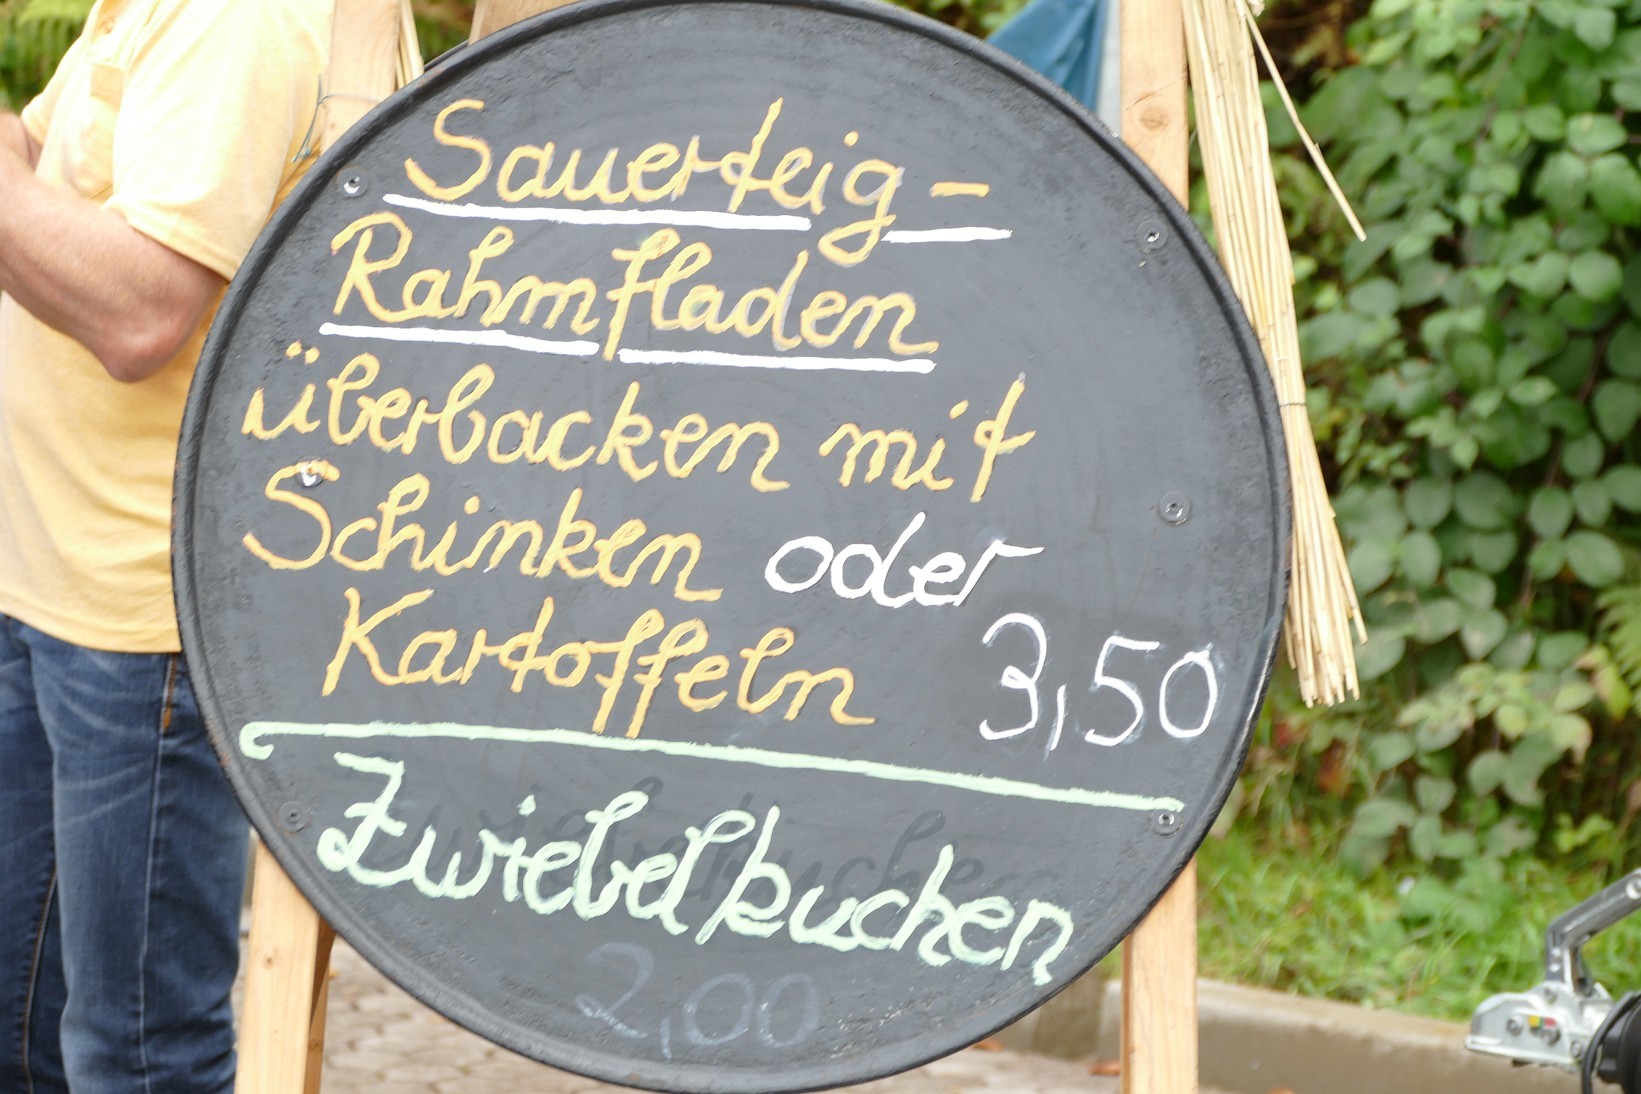 Sauerteig-
Rahmfladen
überbacken mit
Schinken oder
Kartoffeln 3,50
Zwiebelkuchen
2,00